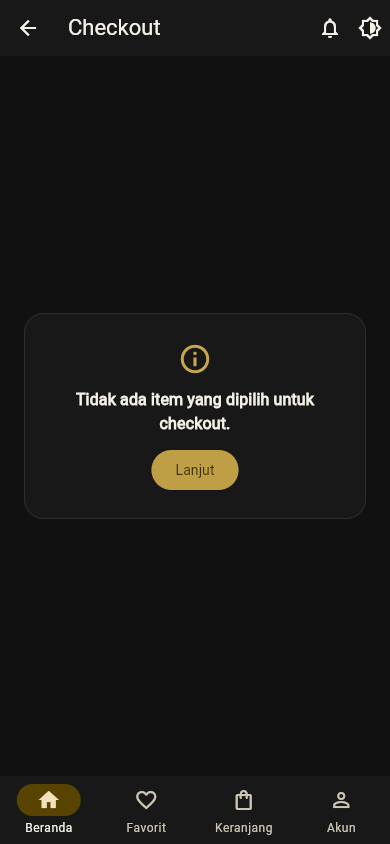 Checkout
Tidak ada item yang dipilih untuk
checkout.
Lanjut
Beranda
Favorit
Keranjang
Akun